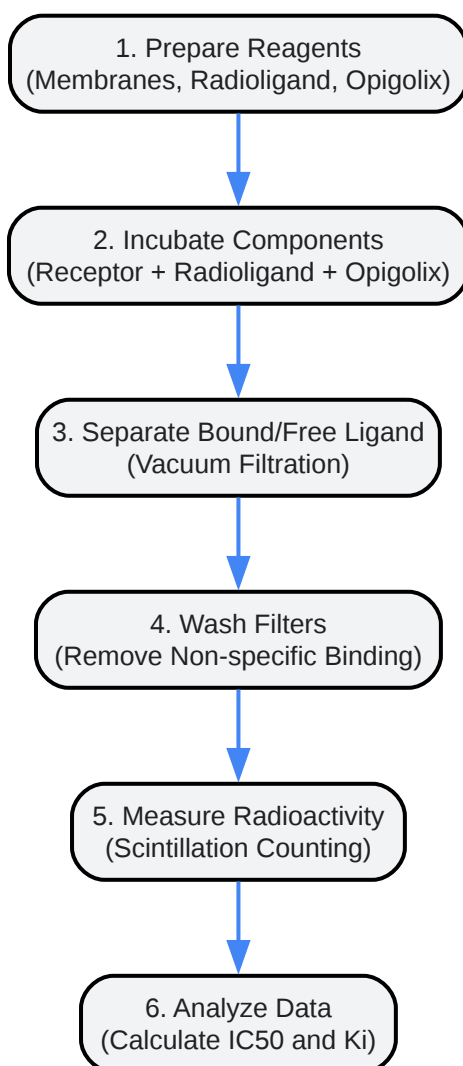 1. Prepare Reagents
(Membranes, Radioligand, Opigolix)
2. Incubate Components
(Receptor + Radioligand + Opigolix)
3. Separate Bound/Free Ligand
(Vacuum Filtration)
4. Wash Filters
(Remove Non-specific Binding)
5. Measure Radioactivity
(Scintillation Counting)
6. Analyze Data
(Calculate IC50 and Ki)